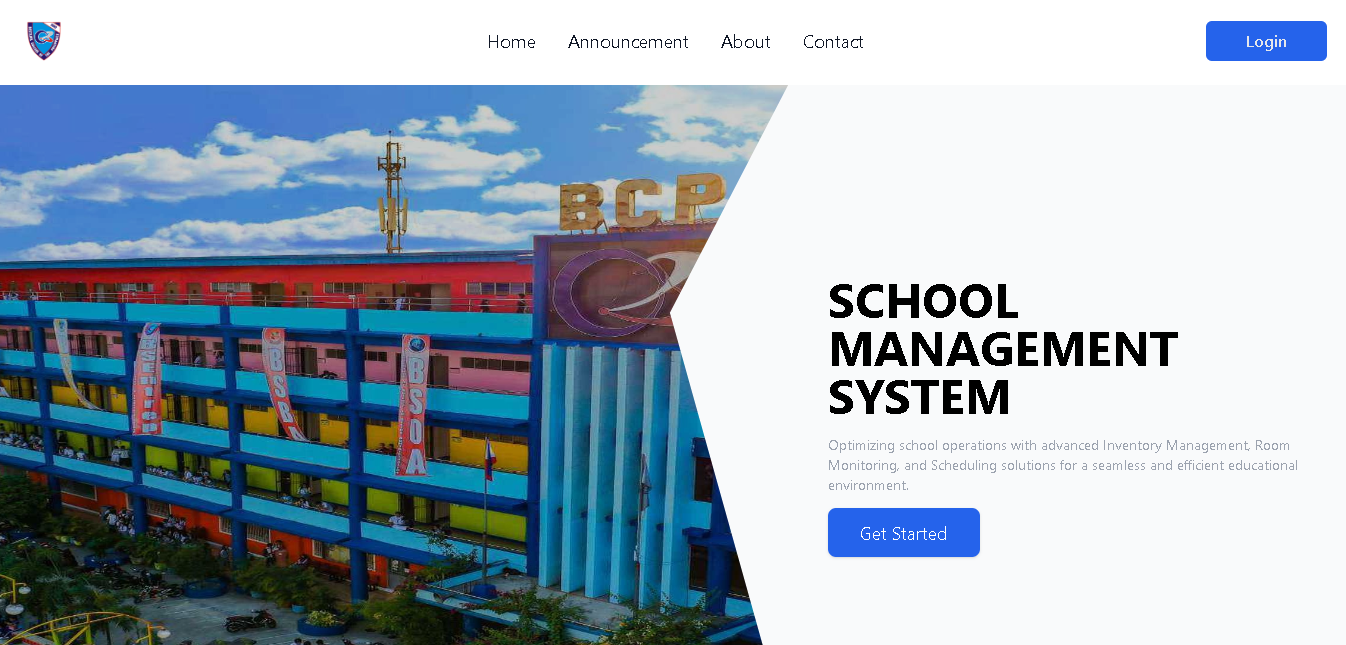 Home
Announcement
About
Contact
Login
BCP
BSEntrep
BSBA
BSOA
SCHOOL
MANAGEMENT
SYSTEM
Optimizing school operations with advanced Inventory Management, Room
Monitoring, and Scheduling solutions for a seamless and efficient educational
environment.
Get Started